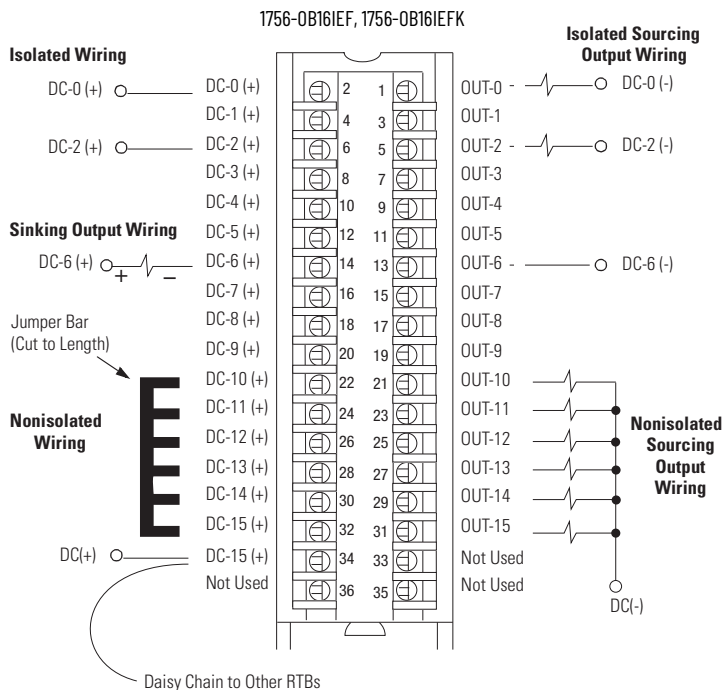 1756-OB16IEF, 1756-OB16IEFK
Isolated Wiring
Isolated Sourcing
Output Wiring
DC-0 (+) DC-0 (+) 2 1 OUT-0 - DC-0 (-)
DC-1 (+) 4 3 OUT-1
DC-2 (+) DC-2 (+) 6 5 OUT-2 - DC-2 (-)
DC-3 (+) 8 7 OUT-3
DC-4 (+) 10 9 OUT-4
Sinking Output Wiring
DC-5 (+) 12 11 OUT-5
DC-6 (+) + – DC-6 (+) 14 13 OUT-6 - DC-6 (-)
DC-7 (+) 16 15 OUT-7
Jumper Bar
(Cut to Length)
DC-8 (+) 18 17 OUT-8
DC-9 (+) 20 19 OUT-9
DC-10 (+) 22 21 OUT-10
Nonisolated
Wiring
DC-11 (+) 24 23 OUT-11
DC-12 (+) 26 25 OUT-12
DC-13 (+) 28 27 OUT-13
DC-14 (+) 30 29 OUT-14
DC-15 (+) 32 31 OUT-15
Nonisolated
Sourcing
Output
Wiring
DC(+) DC-15 (+) 34 33 Not Used
Not Used 36 35 Not Used
DC(-)
Daisy Chain to Other RTBs